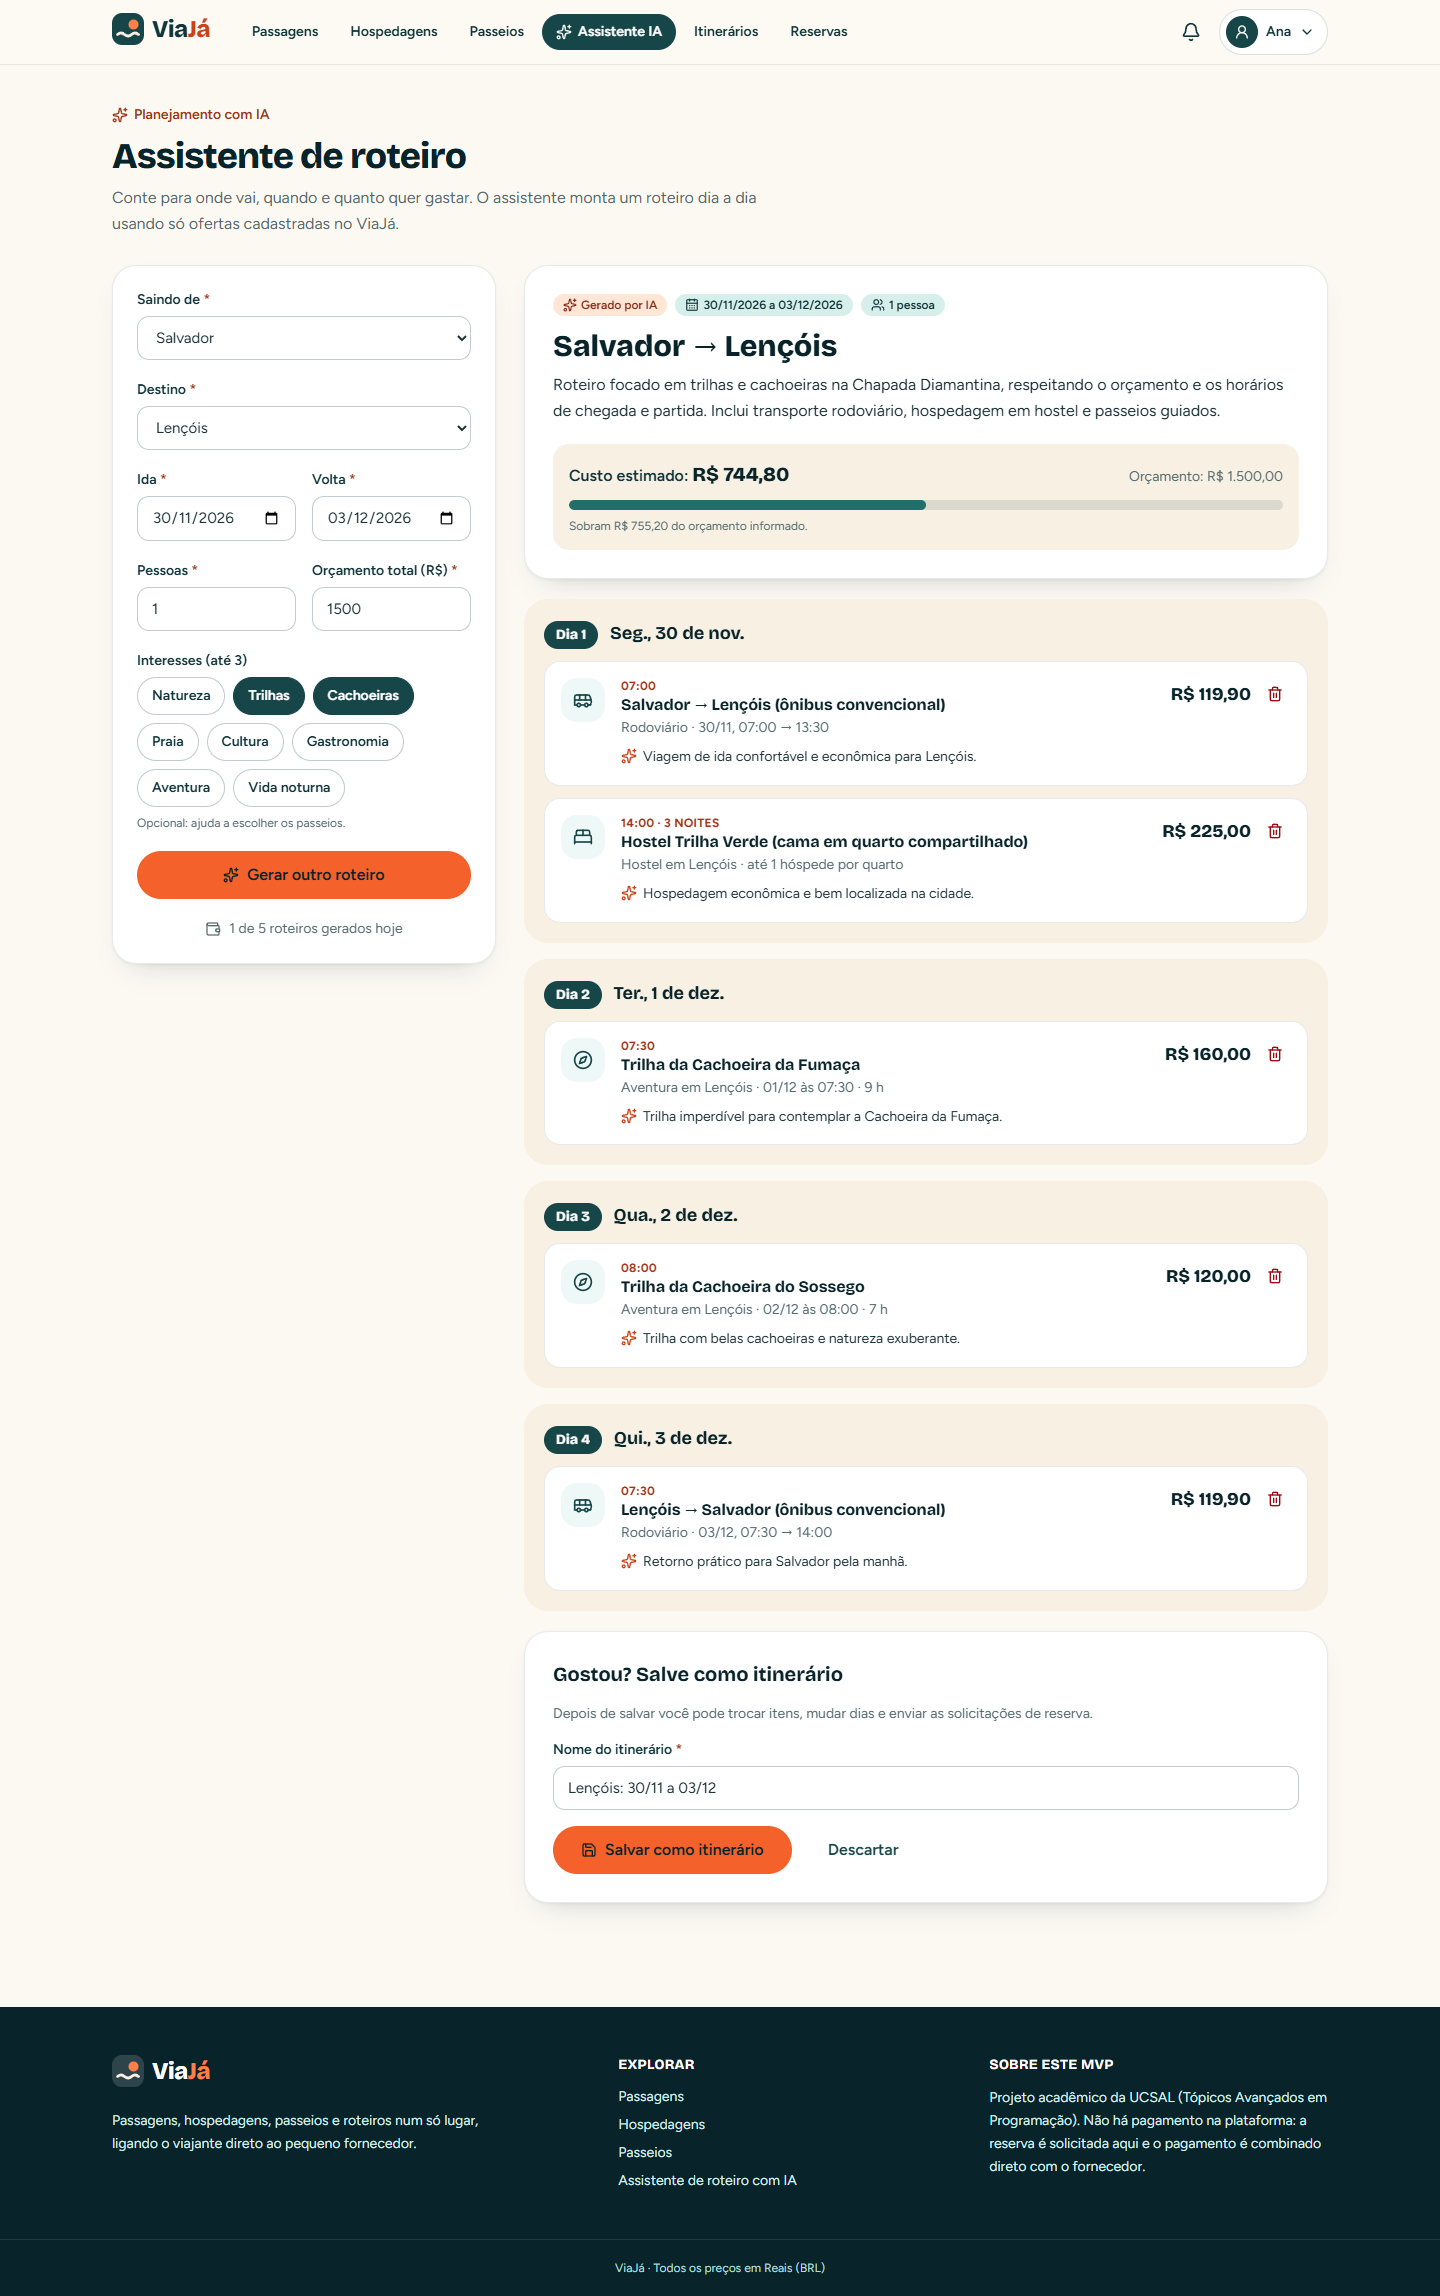 ViaJá
Passagens
Hospedagens
Passeios
Assistente IA
Itinerários
Reservas
Ana
Planejamento com IA
Assistente de roteiro
Conte para onde vai, quando e quanto quer gastar. O assistente monta um roteiro dia a dia
usando só ofertas cadastradas no ViaJá.
Saindo de *
Salvador
Destino *
Lençóis
Ida *
Volta *
30/11/2026
03/12/2026
Pessoas *
Orçamento total (R$) *
1
1500
Interesses (até 3)
Natureza
Trilhas
Cachoeiras
Praia
Cultura
Gastronomia
Aventura
Vida noturna
Opcional: ajuda a escolher os passeios.
Gerar outro roteiro
1 de 5 roteiros gerados hoje
Gerado por IA
30/11/2026 a 03/12/2026
1 pessoa
Salvador → Lençóis
Roteiro focado em trilhas e cachoeiras na Chapada Diamantina, respeitando o orçamento e os horários
de chegada e partida. Inclui transporte rodoviário, hospedagem em hostel e passeios guiados.
Custo estimado: R$ 744,80
Orçamento: R$ 1.500,00
Sobram R$ 755,20 do orçamento informado.
Dia 1
Seg., 30 de nov.
07:00
Salvador → Lençóis (ônibus convencional)
R$ 119,90
Rodoviário · 30/11, 07:00 → 13:30
Viagem de ida confortável e econômica para Lençóis.
14:00 · 3 NOITES
Hostel Trilha Verde (cama em quarto compartilhado)
R$ 225,00
Hostel em Lençóis · até 1 hóspede por quarto
Hospedagem econômica e bem localizada na cidade.
Dia 2
Ter., 1 de dez.
07:30
Trilha da Cachoeira da Fumaça
R$ 160,00
Aventura em Lençóis · 01/12 às 07:30 · 9 h
Trilha imperdível para contemplar a Cachoeira da Fumaça.
Dia 3
Qua., 2 de dez.
08:00
Trilha da Cachoeira do Sossego
R$ 120,00
Aventura em Lençóis · 02/12 às 08:00 · 7 h
Trilha com belas cachoeiras e natureza exuberante.
Dia 4
Qui., 3 de dez.
07:30
Lençóis → Salvador (ônibus convencional)
R$ 119,90
Rodoviário · 03/12, 07:30 → 14:00
Retorno prático para Salvador pela manhã.
Gostou? Salve como itinerário
Depois de salvar você pode trocar itens, mudar dias e enviar as solicitações de reserva.
Nome do itinerário *
Lençóis: 30/11 a 03/12
Salvar como itinerário
Descartar
ViaJá
Passagens, hospedagens, passeios e roteiros num só lugar,
ligando o viajante direto ao pequeno fornecedor.
EXPLORAR
Passagens
Hospedagens
Passeios
Assistente de roteiro com IA
SOBRE ESTE MVP
Projeto acadêmico da UCSAL (Tópicos Avançados em
Programação). Não há pagamento na plataforma: a
reserva é solicitada aqui e o pagamento é combinado
direto com o fornecedor.
ViaJá · Todos os preços em Reais (BRL)